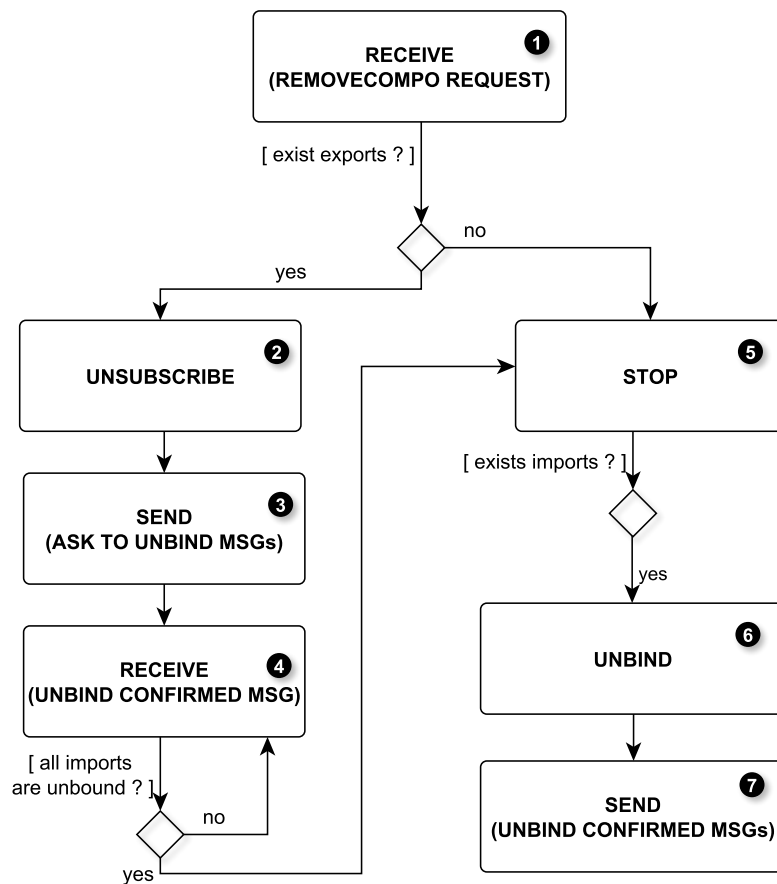 1
RECEIVE
(REMOVECOMPO REQUEST)
[ exist exports ? ]
no
yes
2
UNSUBSCRIBE
5
STOP
[ exists imports ? ]
3
SEND
(ASK TO UNBIND MSGs)
yes
4
RECEIVE
(UNBIND CONFIRMED MSG)
6
UNBIND
[ all imports
are unbound ? ]
no
yes
7
SEND
(UNBIND CONFIRMED MSGs)